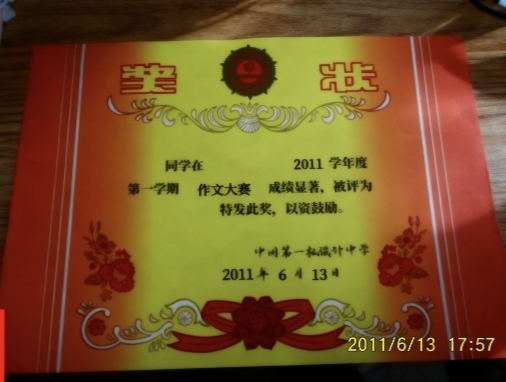 奖 状
同学在 2011 学年度
第一学期 作文大赛 成绩显著，被评为
特发此奖，以资鼓励。
2011 年 6 月 13 日
2011/6/13 17:57